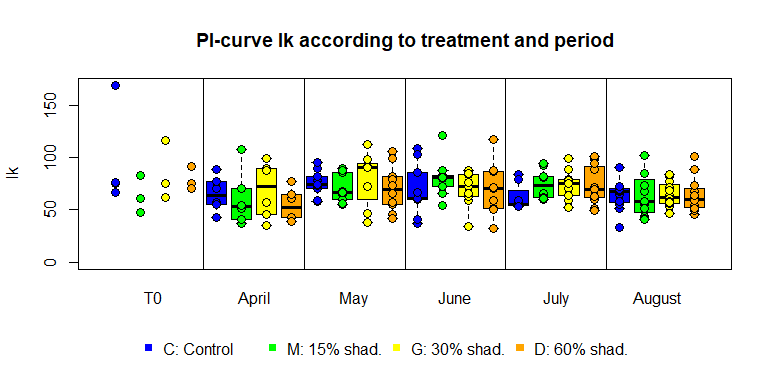 PI-curve Ik according to treatment and period
Ik
150
100
50
0
T0 April May June July August
C: Control M: 15% shad. G: 30% shad. D: 60% shad.